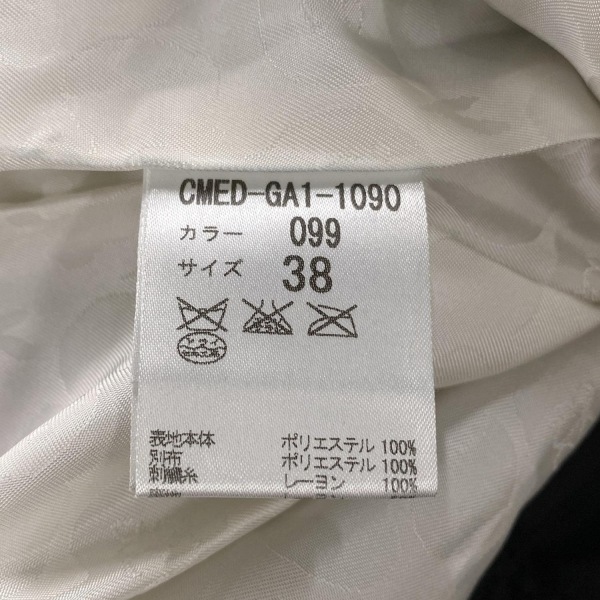 CMED-GA1-1090
カラー 099
サイズ 38
表地本体 ポリエステル 100%
別布 ポリエステル 100%
刺繍糸 レーヨン 100%